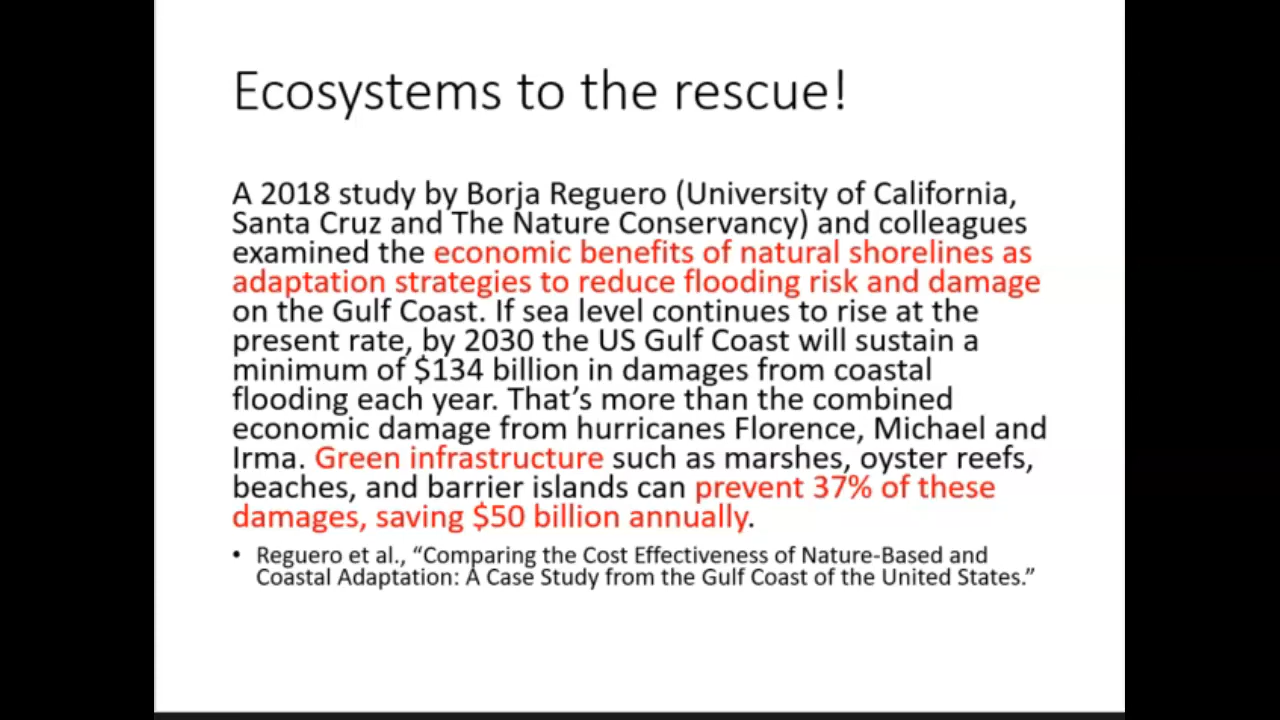 Ecosystems to the rescue!
A 2018 study by Borja Reguero (University of California,
Santa Cruz and The Nature Conservancy) and colleagues
examined the economic benefits of natural shorelines as
adaptation strategies to reduce flooding risk and damage
on the Gulf Coast. If sea level continues to rise at the
present rate, by 2030 the US Gulf Coast will sustain a
minimum of $134 billion in damages from coastal
flooding each year. That’s more than the combined
economic damage from hurricanes Florence, Michael and
Irma. Green infrastructure such as marshes, oyster reefs,
beaches, and barrier islands can prevent 37% of these
damages, saving $50 billion annually.
• Reguero et al., “Comparing the Cost Effectiveness of Nature-Based and
Coastal Adaptation: A Case Study from the Gulf Coast of the United States.”